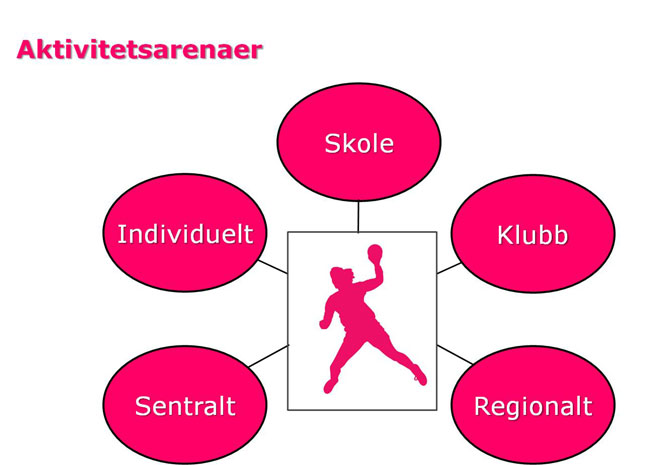 Aktivitetsarenaer
Skole
Individuelt
Klubb
Sentralt
Regionalt